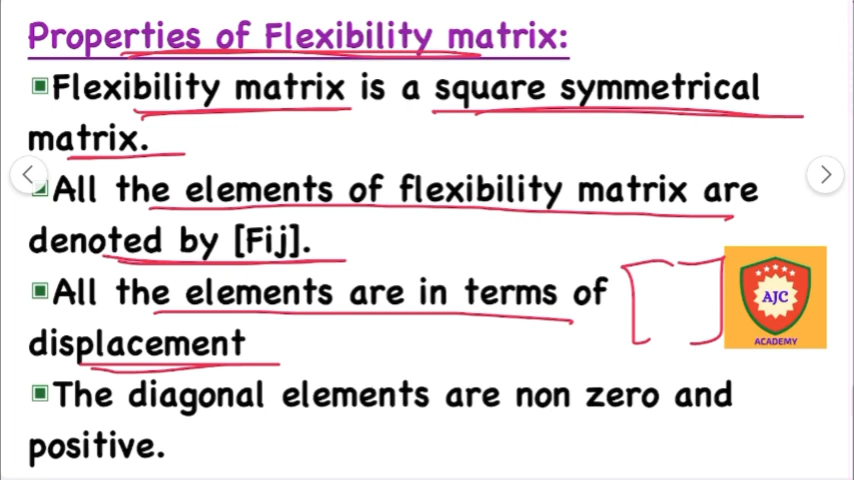 Properties of Flexibility matrix:
Flexibility matrix is a square symmetrical
matrix.
All the elements of flexibility matrix are
denoted by [Fij].
All the elements are in terms of
displacement
AJC
ACADEMY
The diagonal elements are non zero and
positive.